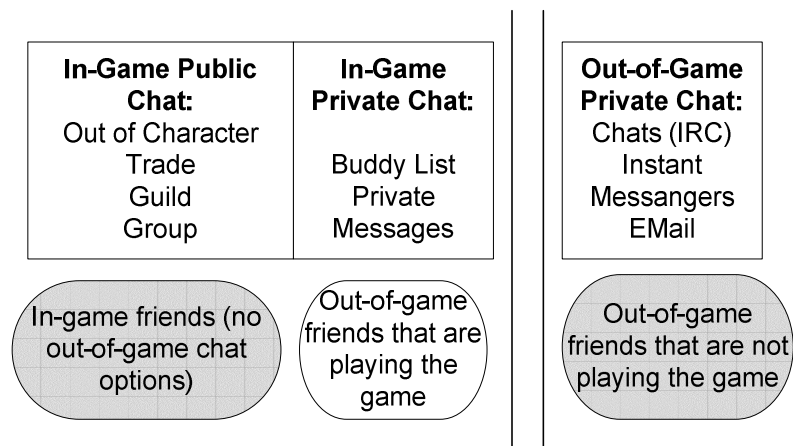 In-Game Public
Chat:
Out of Character
Trade
Guild
Group
In-Game
Private Chat:
Buddy List
Private
Messages
Out-of-Game
Private Chat:
Chats (IRC)
Instant
Messangers
EMail
In-game friends (no
out-of-game chat
options)
Out-of-game
friends that are
playing the
game
Out-of-game
friends that are not
playing the game